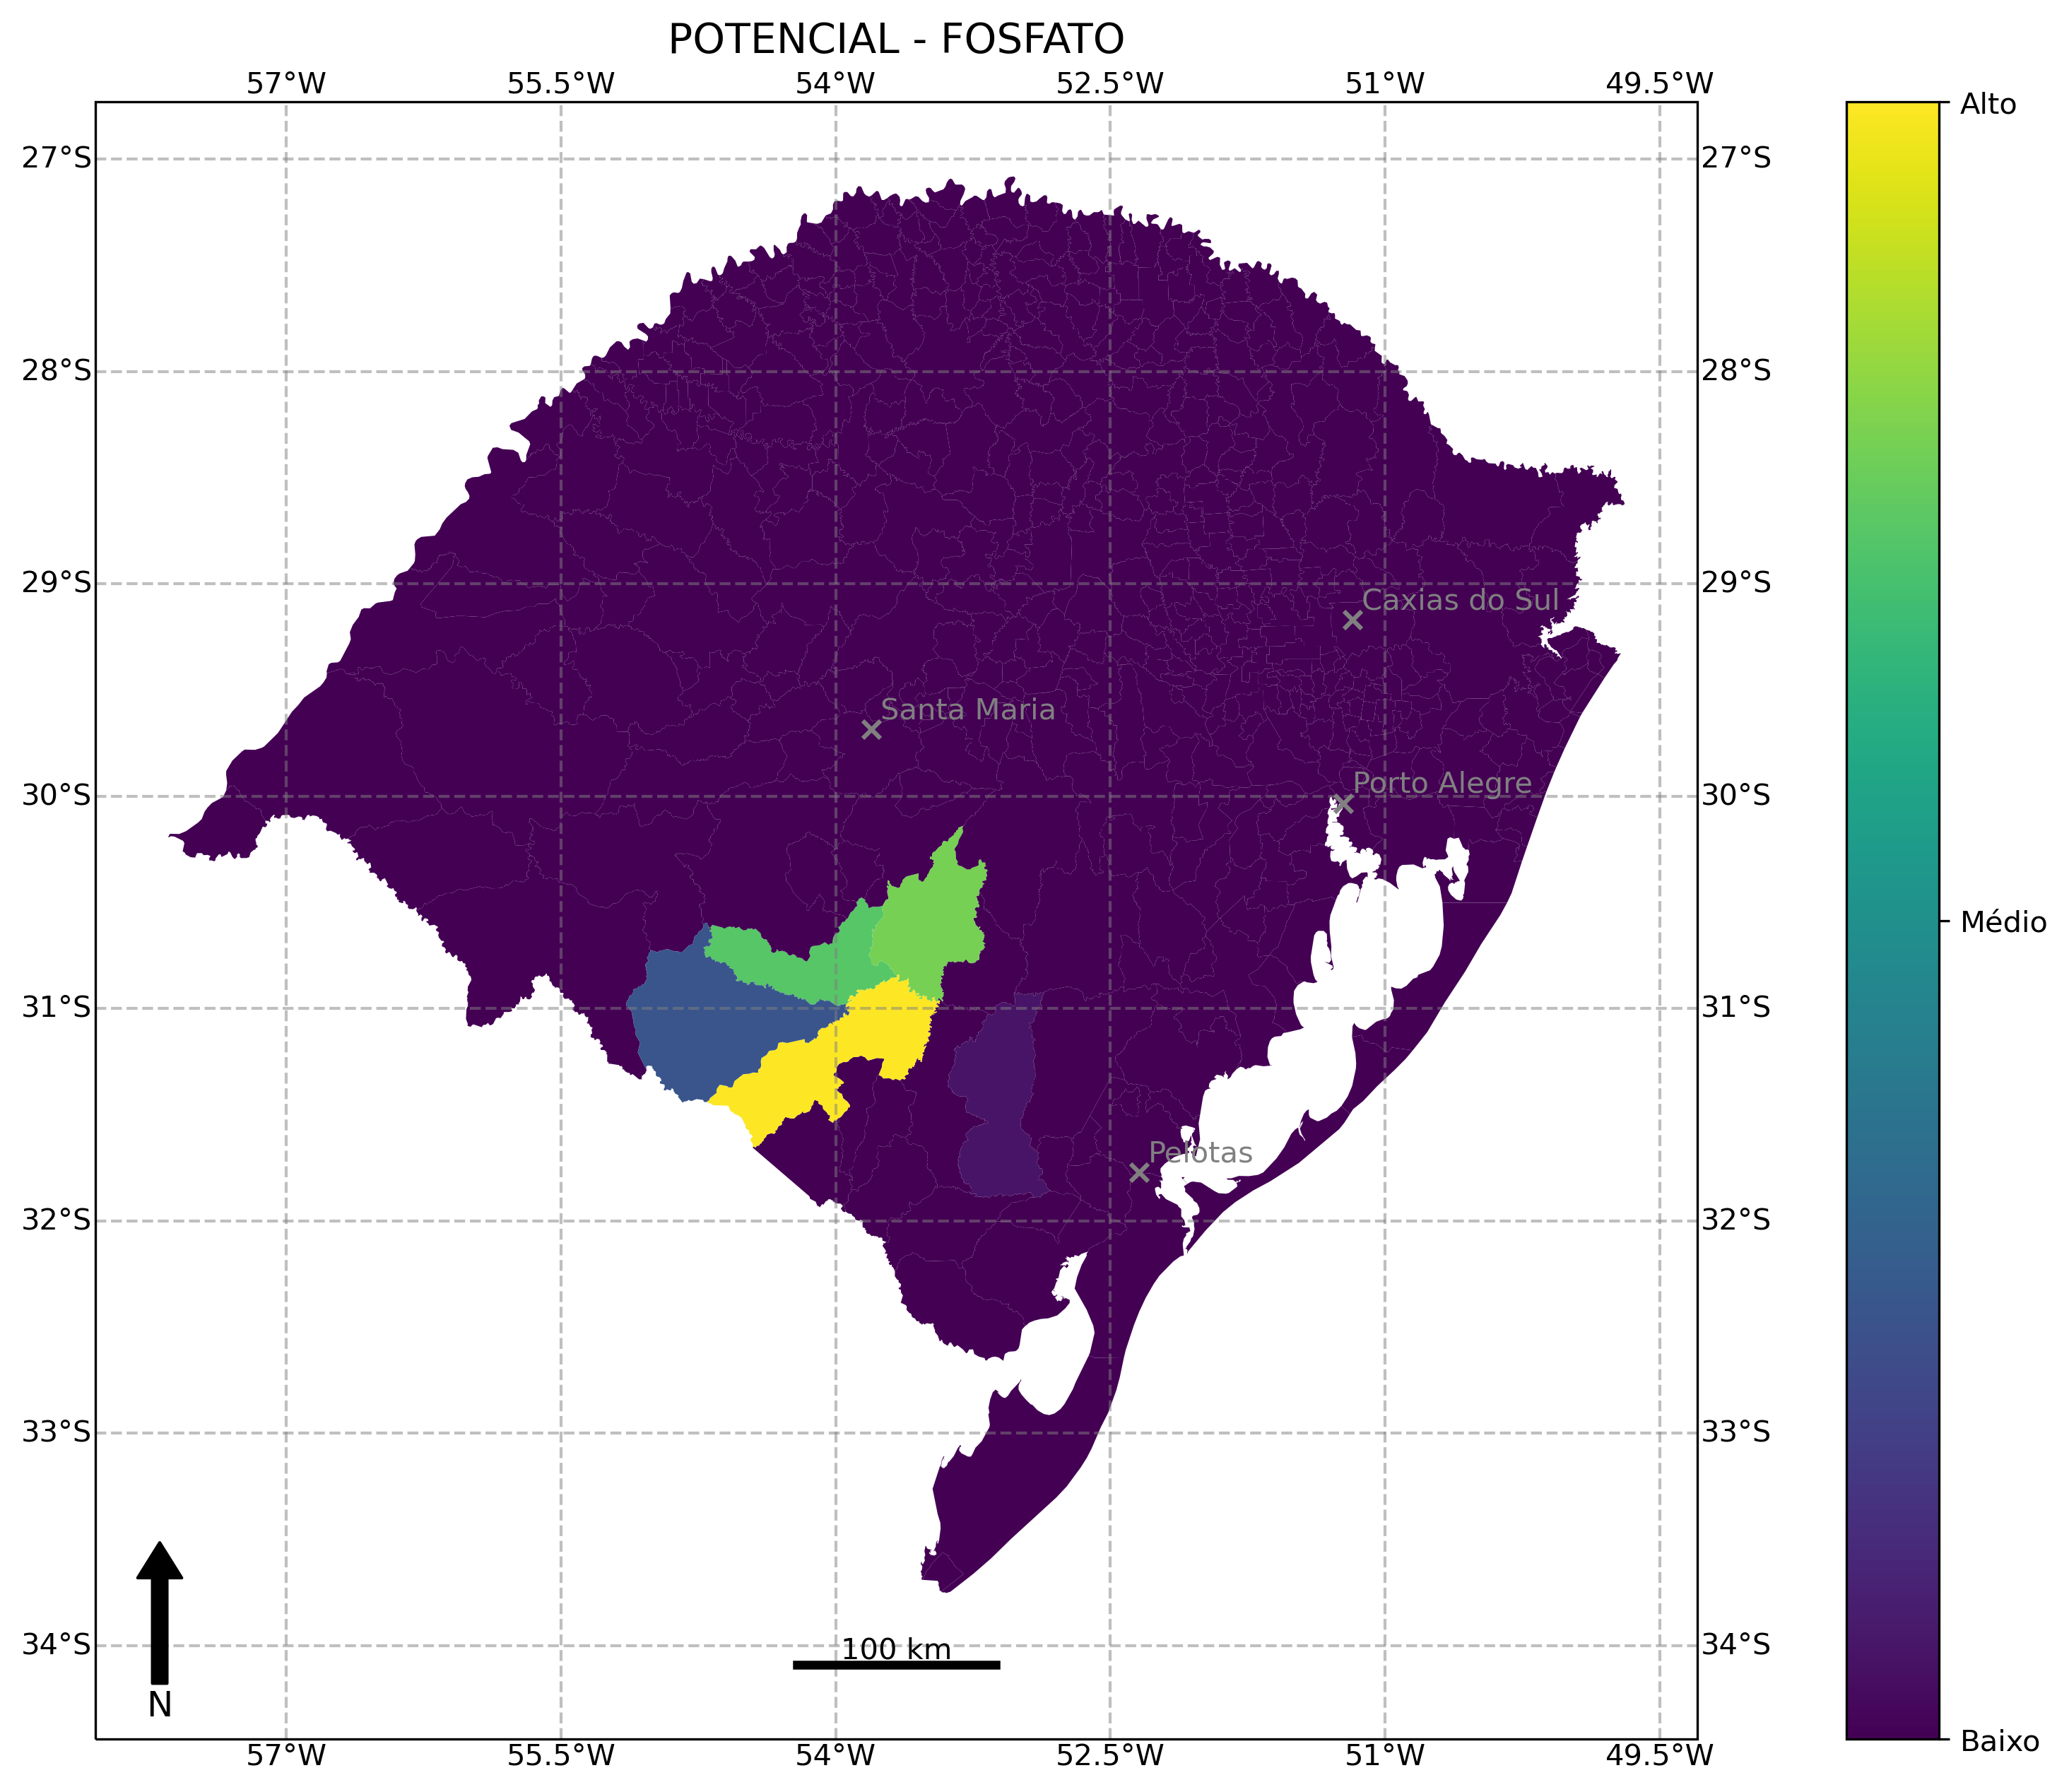 POTENCIAL - FOSFATO
57°W 55.5°W 54°W 52.5°W 51°W 49.5°W
Alto
27°S 27°S
28°S 28°S
29°S 29°S
Caxias do Sul
Santa Maria
Porto Alegre
30°S 30°S
Médio
31°S 31°S
Pelotas
32°S 32°S
33°S 33°S
34°S 34°S
100 km
N
Baixo
57°W 55.5°W 54°W 52.5°W 51°W 49.5°W